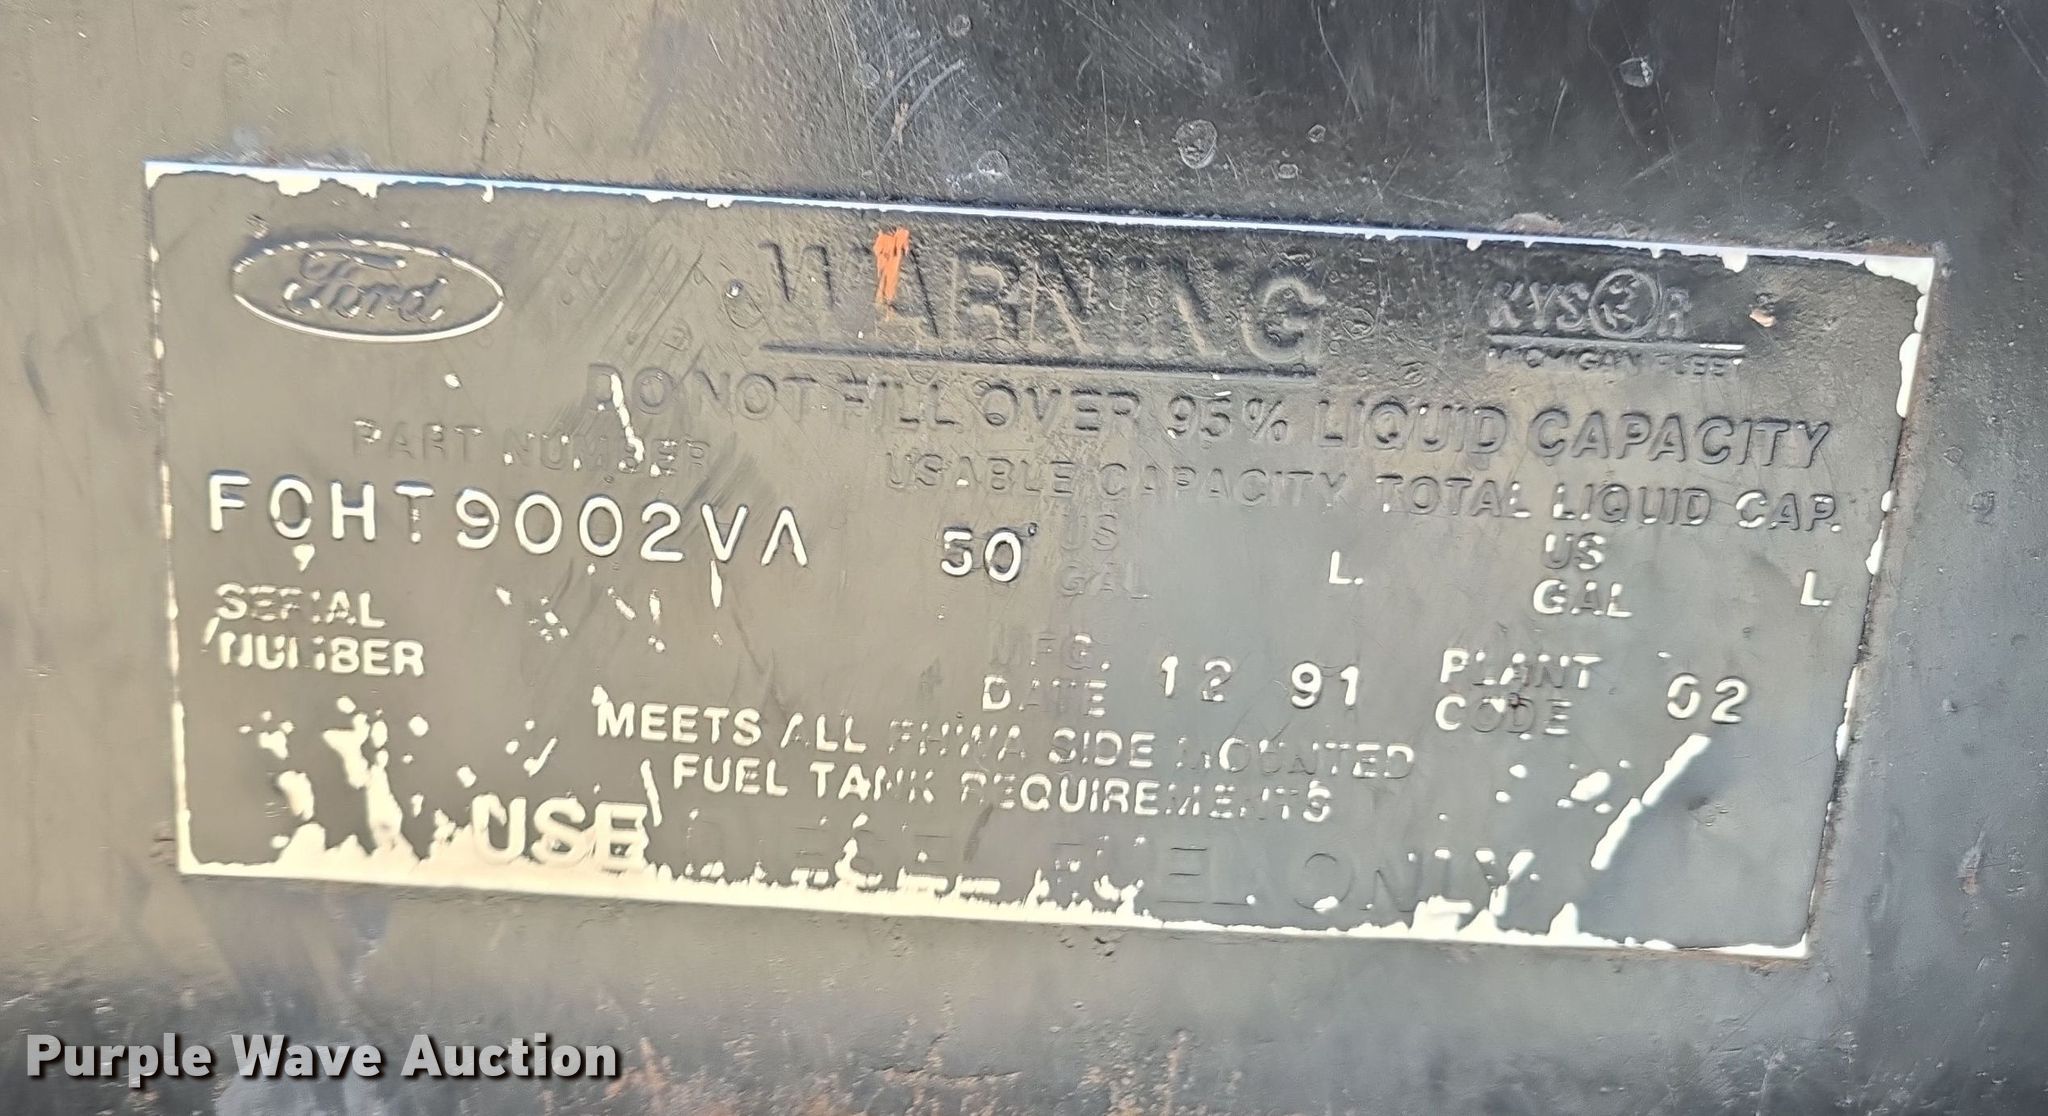 Ford
WARNING
KYSOR
MICHIGAN FLEET
DO NOT FILL OVER 95% LIQUID CAPACITY
PART NUMBER
USABLE CAPACITY TOTAL LIQUID CAP.
F0HT9002VA
50 US GAL L. US GAL L.
SERIAL
NUMBER
MFG. DATE 12 91 PLANT CODE 02
MEETS ALL FHWA SIDE MOUNTED
FUEL TANK REQUIREMENTS
USE DIESEL FUEL ONLY
Purple Wave Auction